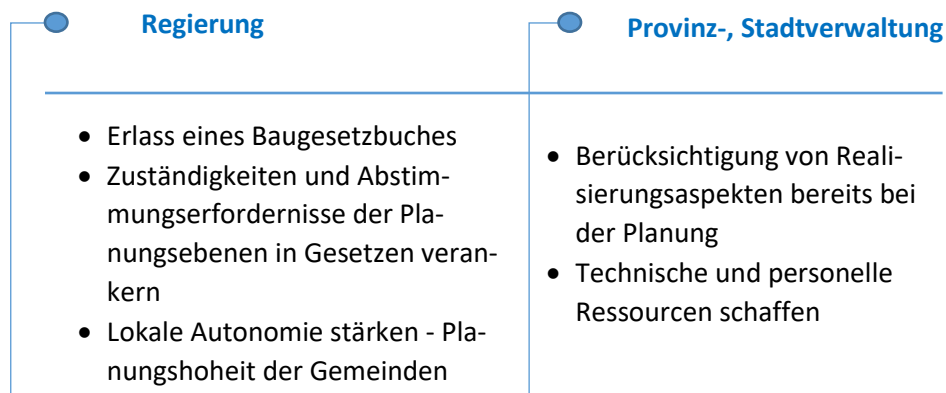 Regierung
• Erlass eines Baugesetzbuches
• Zuständigkeiten und Abstim-
mungserfordernisse der Pla-
nungsebenen in Gesetzen veran-
kern
• Lokale Autonomie stärken - Pla-
nungshoheit der Gemeinden
Provinz-, Stadtverwaltung
• Berücksichtigung von Reali-
sierungsaspekten bereits bei
der Planung
• Technische und personelle
Ressourcen schaffen